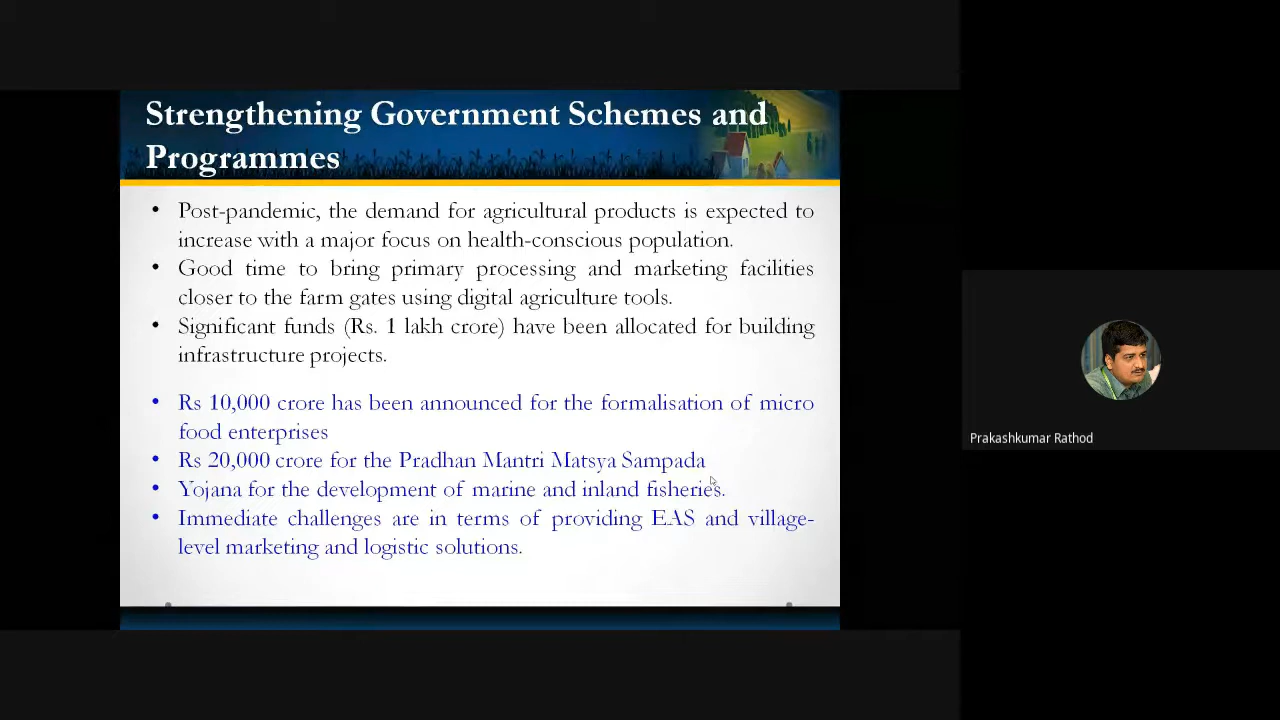 Strengthening Government Schemes and
Programmes
• Post-pandemic, the demand for agricultural products is expected to
increase with a major focus on health-conscious population.
• Good time to bring primary processing and marketing facilities
closer to the farm gates using digital agriculture tools.
• Significant funds (Rs. 1 lakh crore) have been allocated for building
infrastructure projects.
• Rs 10,000 crore has been announced for the formalisation of micro
food enterprises
• Rs 20,000 crore for the Pradhan Mantri Matsya Sampada
• Yojana for the development of marine and inland fisheries.
• Immediate challenges are in terms of providing EAS and village-
level marketing and logistic solutions.
Prakashkumar Rathod